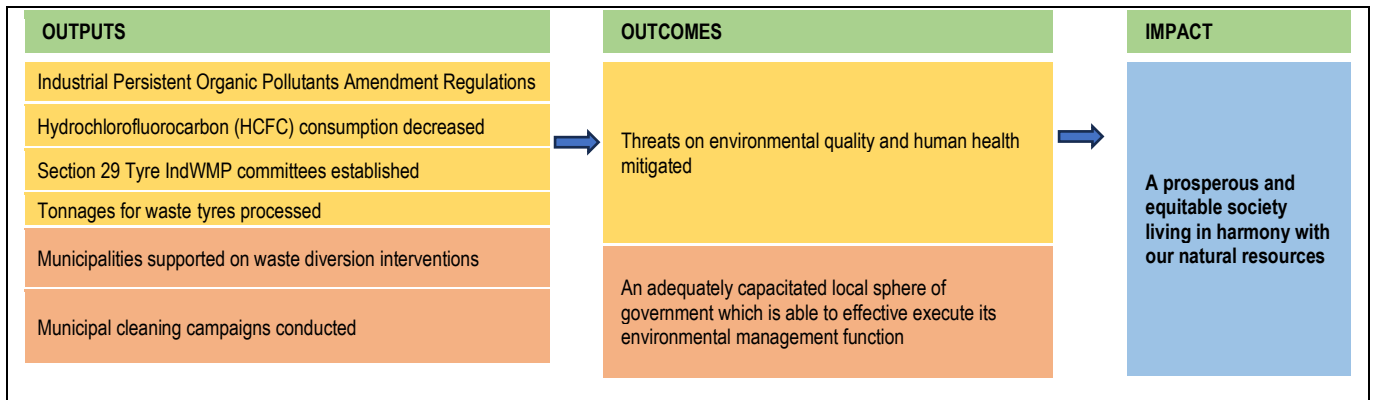 OUTPUTS
Industrial Persistent Organic Pollutants Amendment Regulations
Hydrochlorofluorocarbon (HCFC) consumption decreased
Section 29 Tyre IndWMP committees established
Tonnages for waste tyres processed
Municipalities supported on waste diversion interventions
Municipal cleaning campaigns conducted
OUTCOMES
Threats on environmental quality and human health
mitigated
An adequately capacitated local sphere of
government which is able to effective execute its
environmental management function
IMPACT
A prosperous and
equitable society
living in harmony with
our natural resources